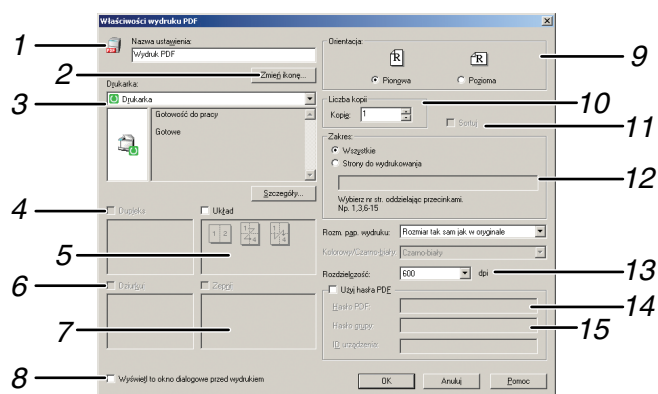 Właściwości wydruku PDF
1
Nazwa ustawienia:
Wydruk PDF
2
Zmień ikonę...
Drukarka:
3
Drukarka
Gotowość do pracy
Gotowe
Szczegóły...
4
Dupleks
Układ
5
6
Dziurkuj
Zepnij
7
8
Wyświetl to okno dialogowe przed wydrukiem
Orientacja:
R
R
9
Pionowa
Pozioma
Liczba kopii
10
Kopie:
1
Sortuj
11
Zakres:
Wszystkie
Strony do wydrukowania
12
Wybierz nr str. oddzielając przecinkami.
Np. 1,3,6-15
Rozm. pap. wydruku:
Rozmiar tak sam jak w oryginale
Kolorowy/Czarno-biały
Czarno-biały
Rozdzielczość:
600
dpi
13
Użyj hasła PDF
Hasło PDF:
14
Hasło grupy:
15
ID urządzenia:
OK
Anuluj
Pomoc